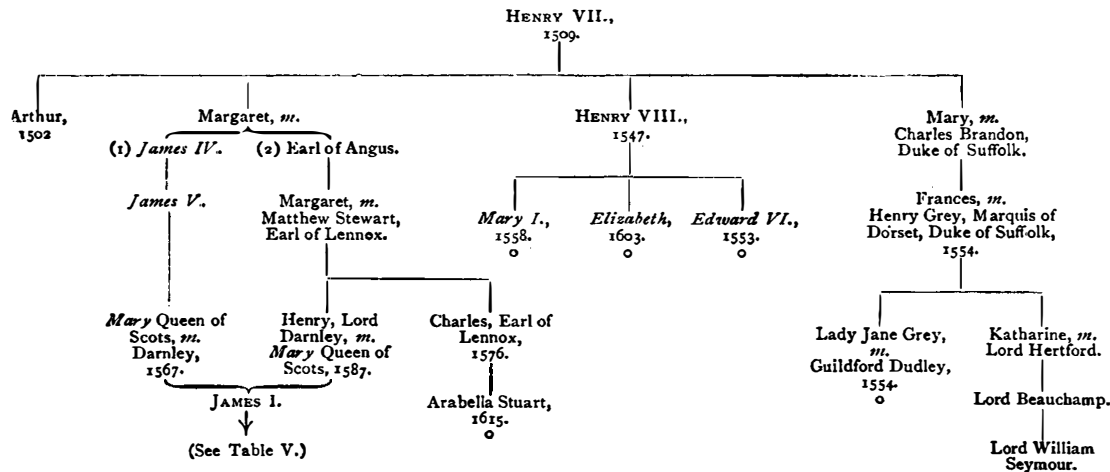 HENRY VII.,
1509.
Arthur,
1502
Margaret, m.
(1) James IV. (2) Earl of Angus.
HENRY VIII.,
1547.
Mary, m.
Charles Brandon,
Duke of Suffolk.
James V.
Margaret, m.
Matthew Stewart,
Earl of Lennox.
Mary I.,
1558.
Elizabeth,
1603.
Edward VI.,
1553.
Frances, m.
Henry Grey, Marquis of
Dorset, Duke of Suffolk,
1554.
Mary Queen of
Scots, m.
Darnley,
1567.
Henry, Lord
Darnley, m.
Mary Queen of
Scots, 1587.
Charles, Earl of
Lennox,
1576.
Lady Jane Grey,
m.
Guildford Dudley,
1554.
Katharine, m.
Lord Hertford.
JAMES I.
(See Table V.)
Arabella Stuart,
1615.
Lord Beauchamp.
Lord William
Seymour.